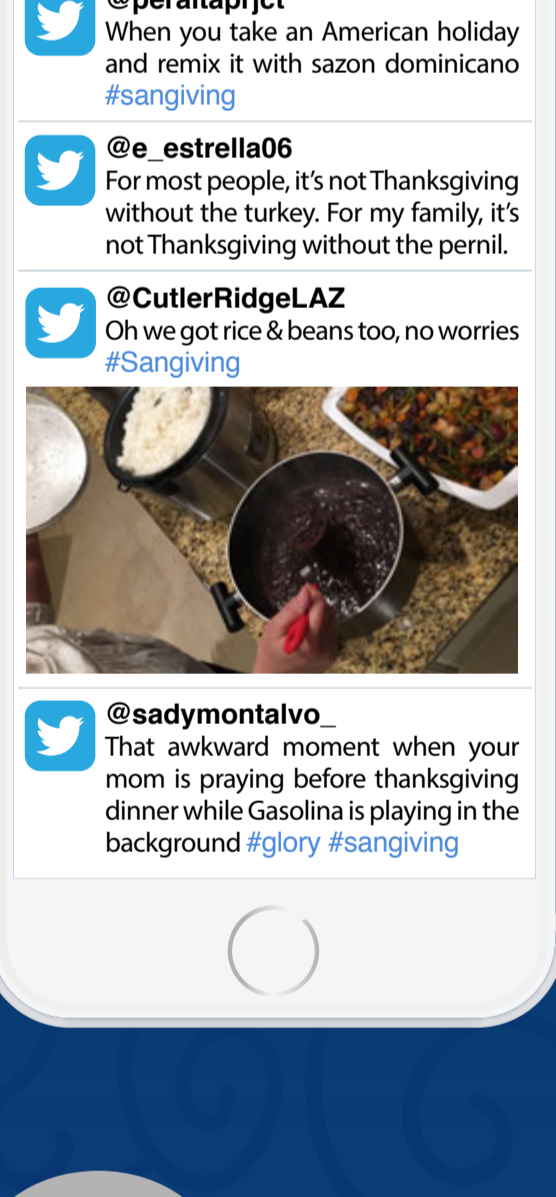 @peraltaprjct
When you take an American holiday
and remix it with sazon dominicano
#sangiving
@e_estrella06
For most people, it's not Thanksgiving
without the turkey. For my family, it's
not Thanksgiving without the pernil.
@CutlerRidgeLAZ
Oh we got rice & beans too, no worries
#Sangiving
@sadymontalvo_
That awkward moment when your
mom is praying before thanksgiving
dinner while Gasolina is playing in the
background #glory #sangiving